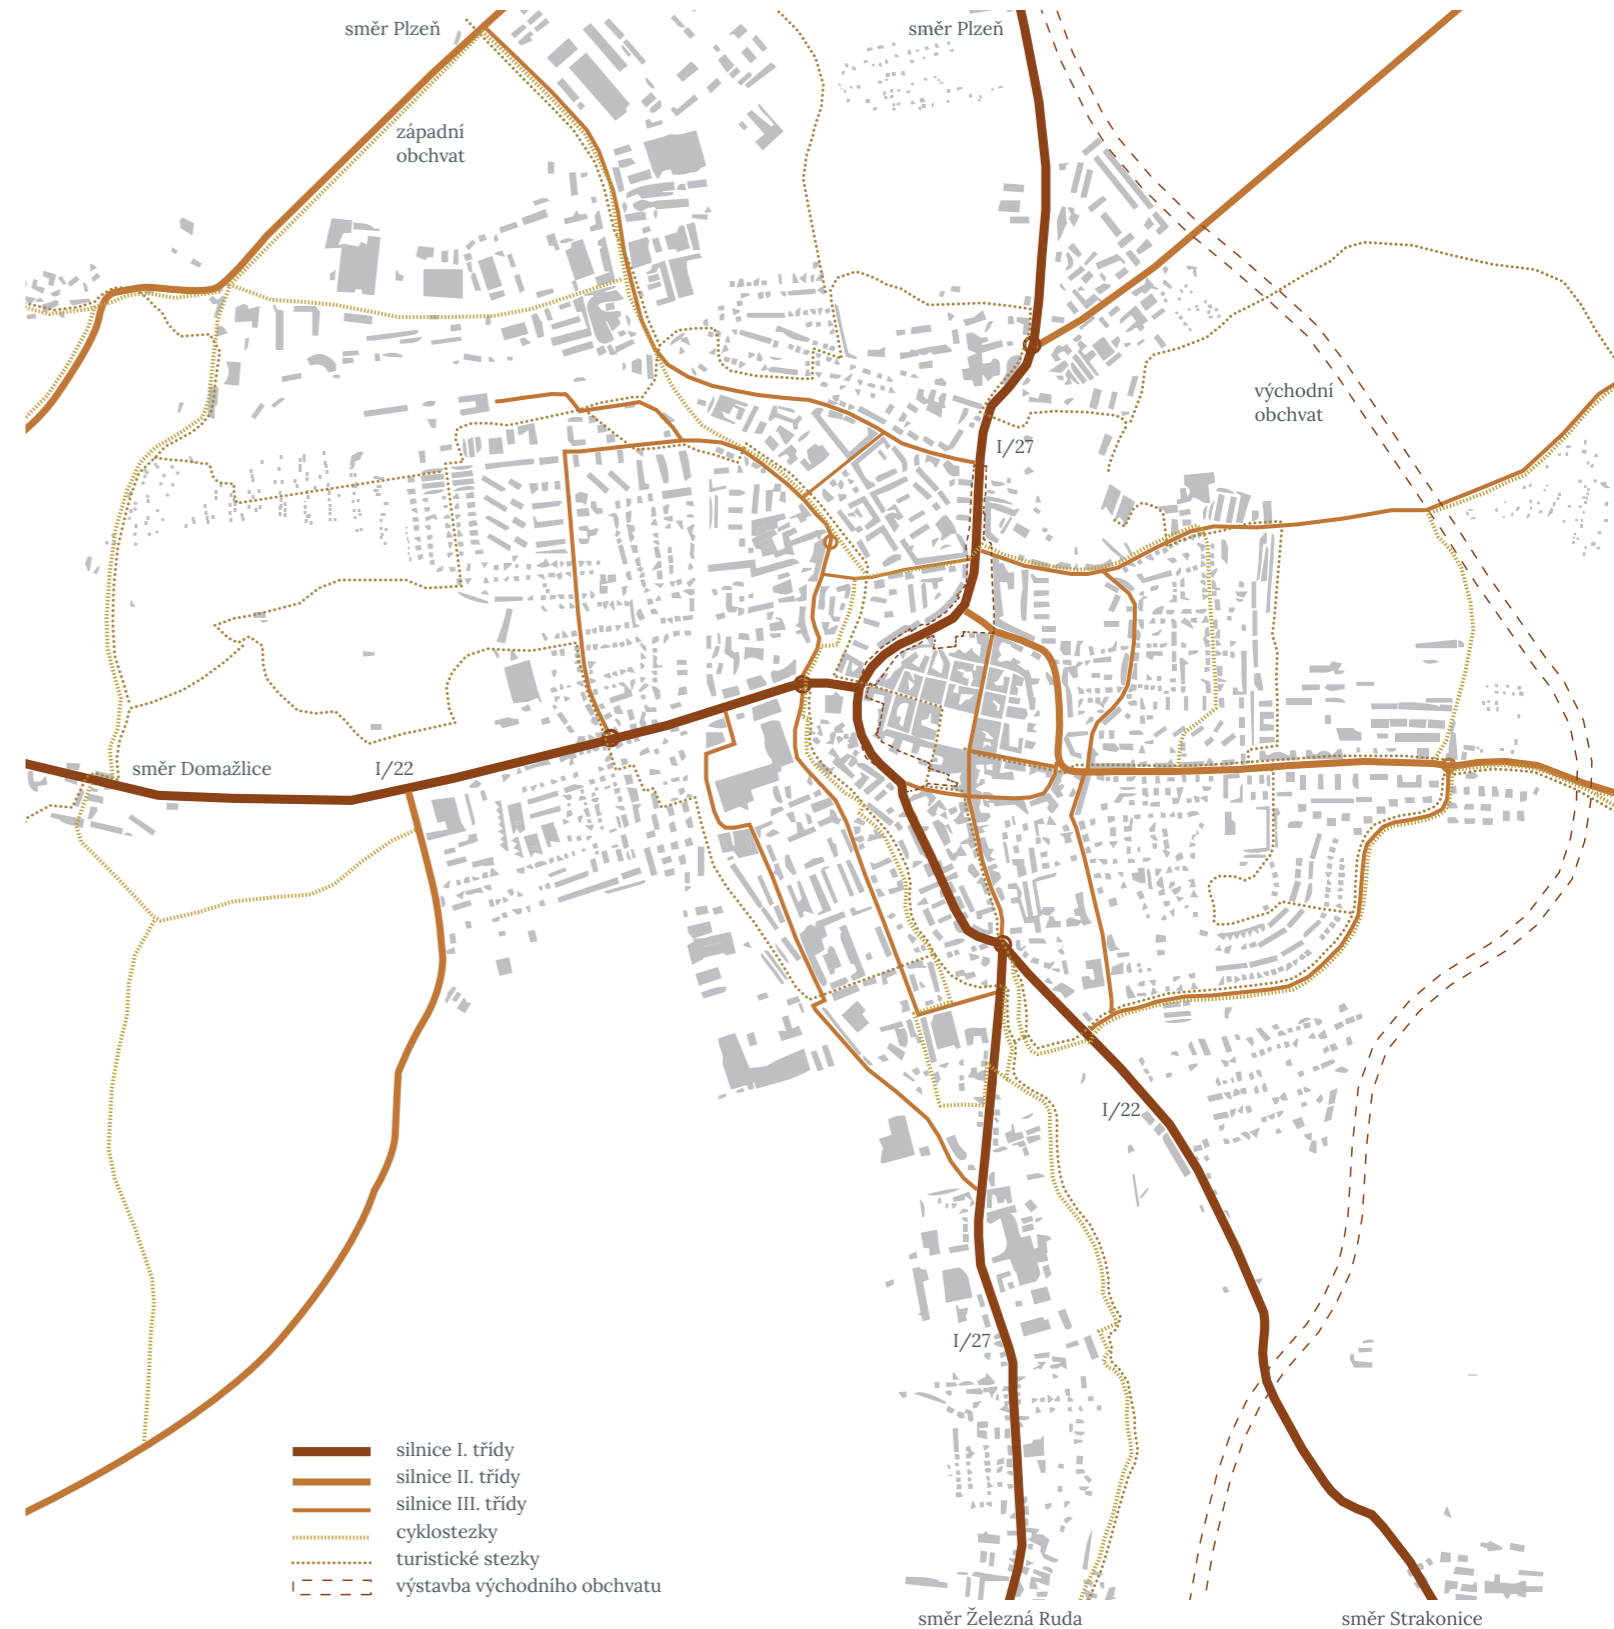 směr Plzeň
směr Plzeň
západní
obchvat
východní
obchvat
I/27
směr Domažlice
I/22
I/22
I/27
silnice I. třídy
silnice II. třídy
silnice III. třídy
cyklostezky
turistické stezky
výstavba východního obchvatu
směr Železná Ruda
směr Strakonice